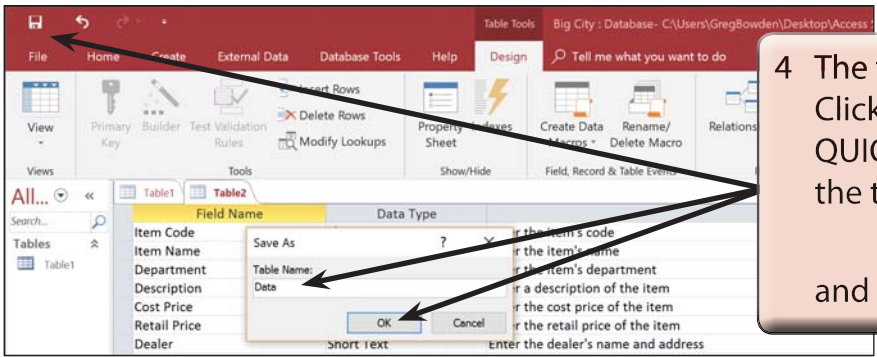 Table Tools Big City : Database- C:\Users\GregBowden\Desktop\Access
File Home Create External Data Database Tools Help Design Tell me what you want to do
View Primary Key Builder Test Validation Rules Insert Rows Delete Rows Modify Lookups Property Sheet Indexes Create Data Macros Rename/ Delete Macro
Views Tools Show/Hide Field, Record & Table Events
All... « Table1 Table2
Search...
Tables
Table1
Field Name Data Type
Item Code the item's code
Item Name the item's name
Department the item's department
Description a description of the item
Cost Price the cost price of the item
Retail Price the retail price of the item
Dealer Short Text Enter the dealer's name and address
Save As ? X
Table Name:
Data
OK Cancel
4 The
Click
QUIC
the
and